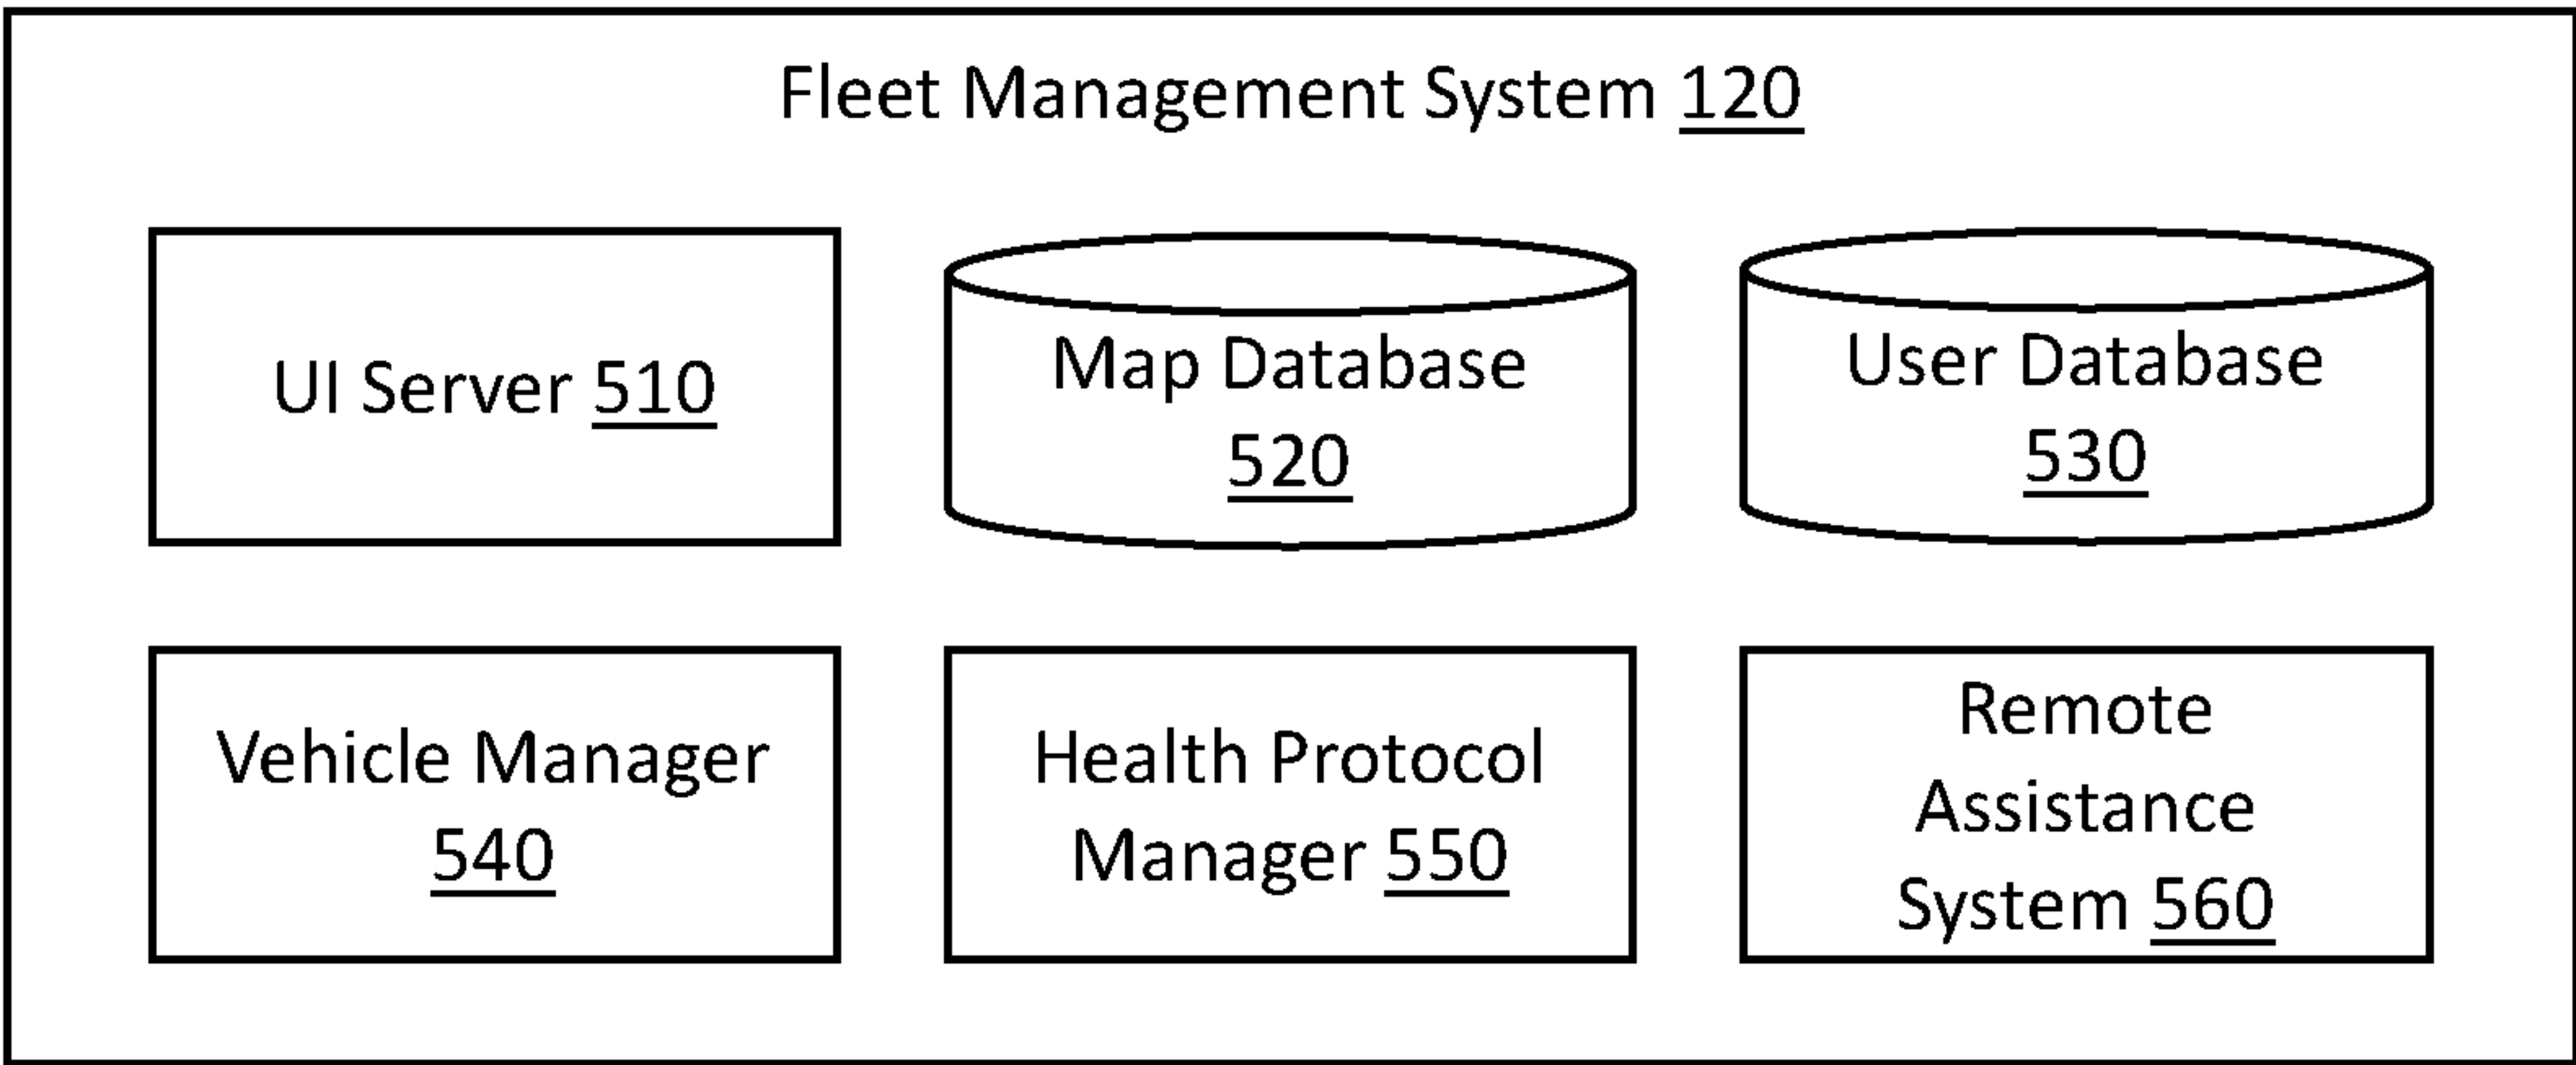 Fleet Management System 120
UI Server 510
Map Database
520
User Database
530
Vehicle Manager
540
Health Protocol
Manager 550
Remote
Assistance
System 560